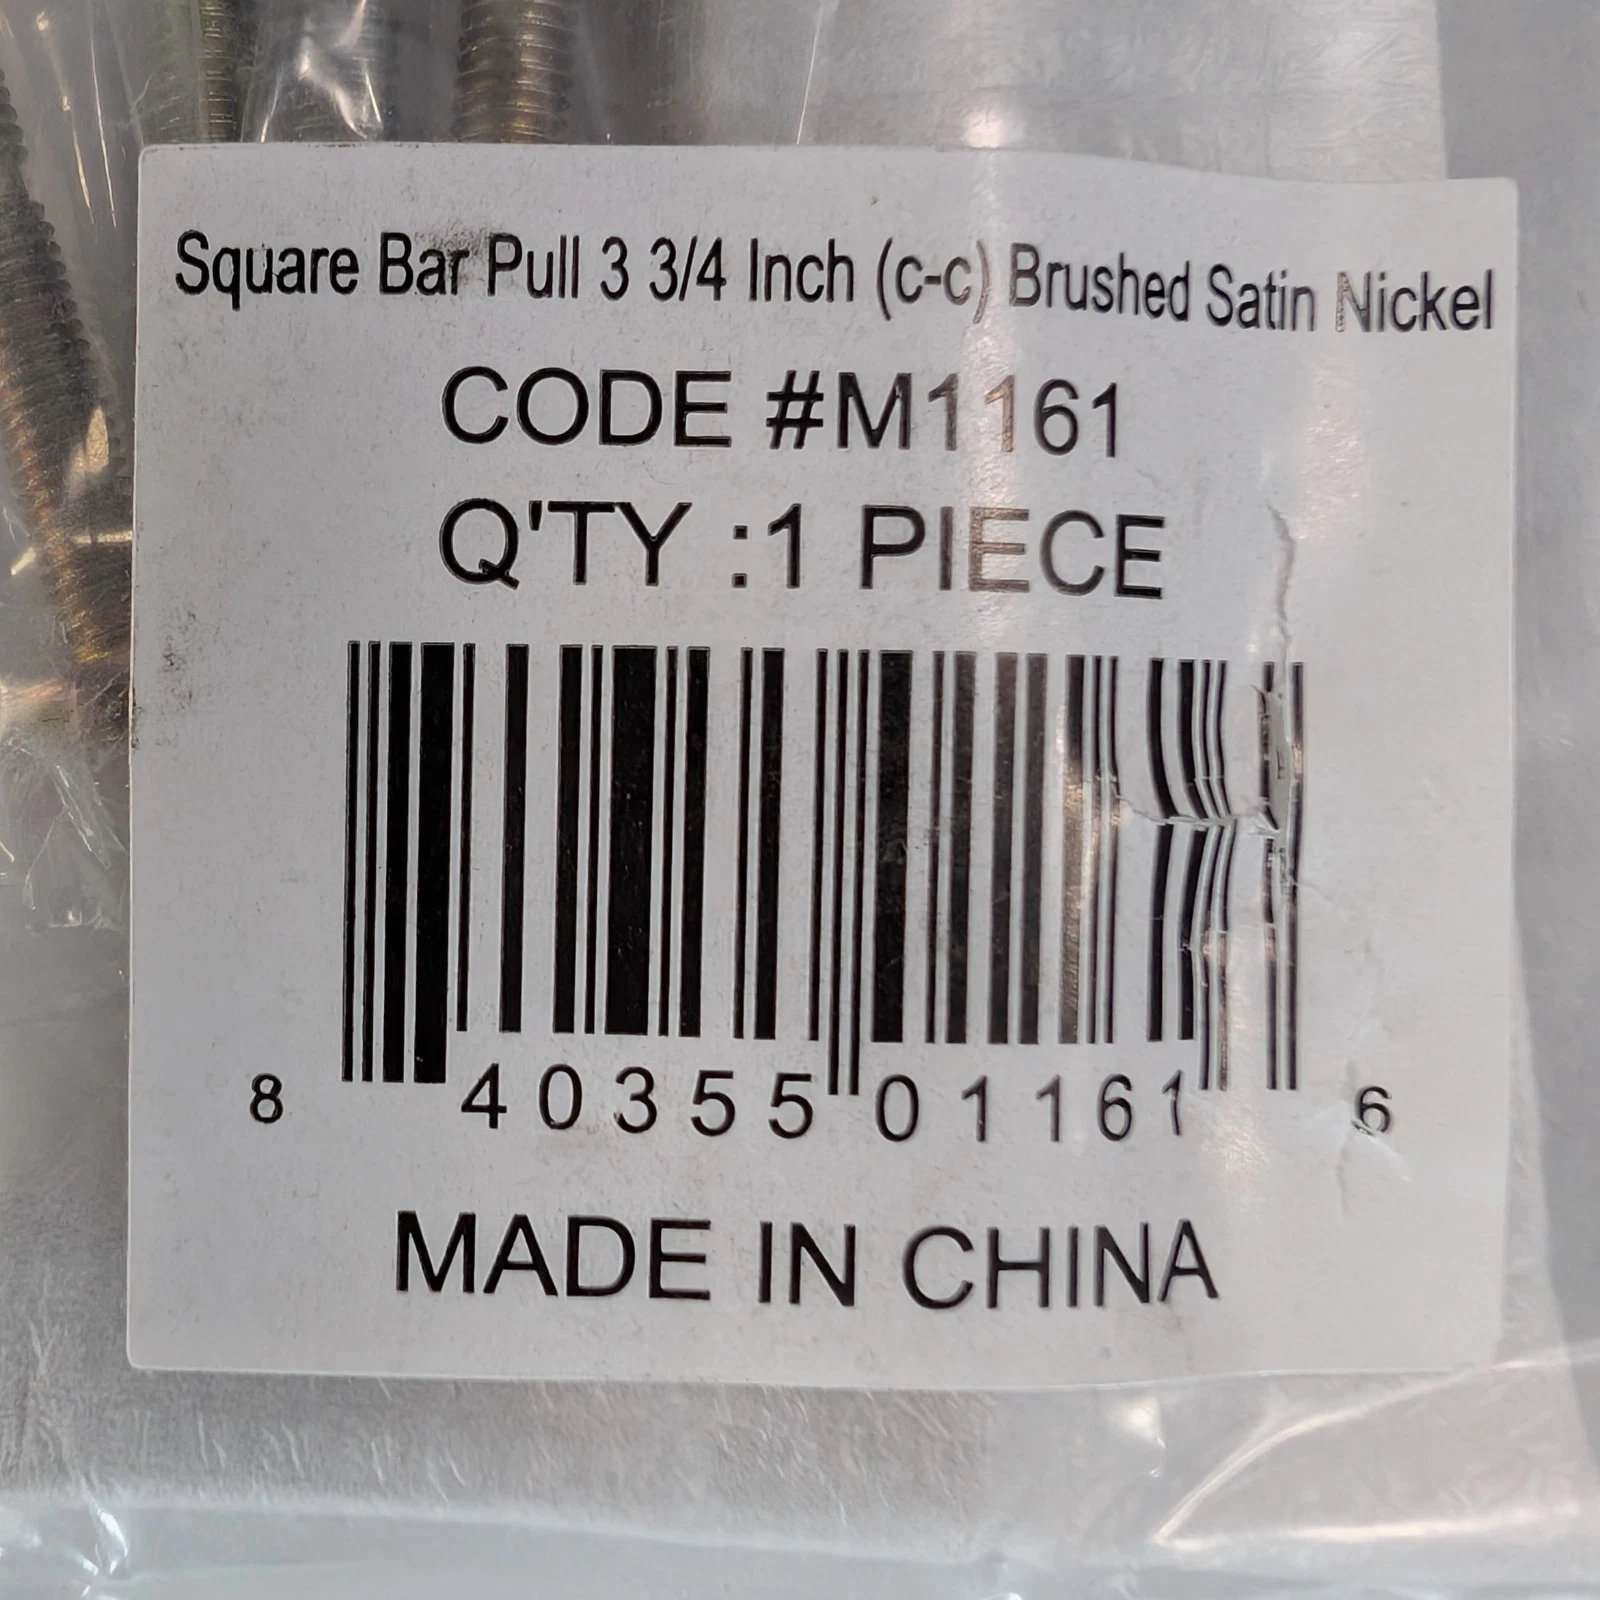 Square Bar Pull 3 3/4 Inch (c-c) Brushed Satin Nickel
CODE #M1161
Q'TY :1 PIECE
8 40355 01161 6
MADE IN CHINA